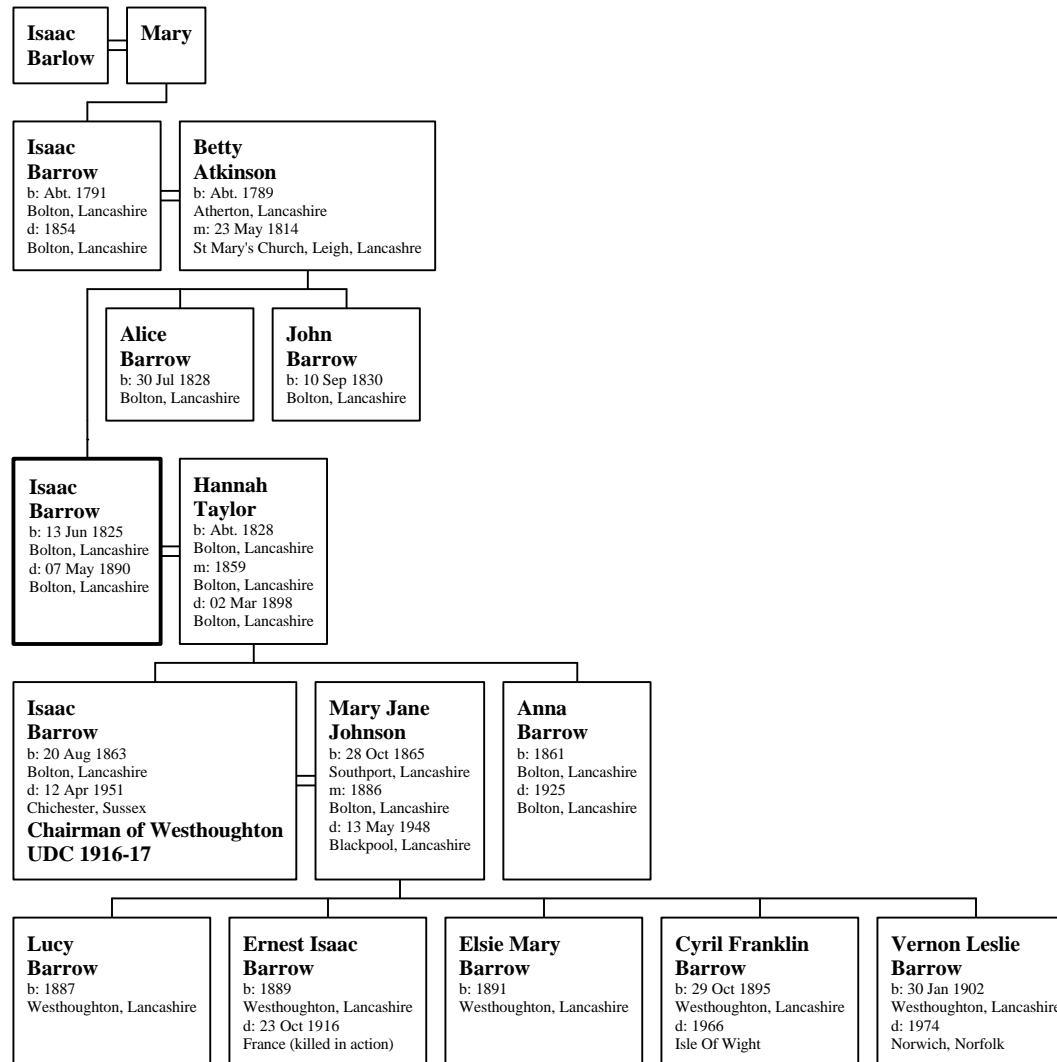 Isaac
Barlow
Mary
Isaac
Barrow
b: Abt. 1791
Bolton, Lancashire
d: 1854
Bolton, Lancashire
Betty
Atkinson
b: Abt. 1789
Atherton, Lancashire
m: 23 May 1814
St Mary's Church, Leigh, Lancashre
Alice
Barrow
b: 30 Jul 1828
Bolton, Lancashire
John
Barrow
b: 10 Sep 1830
Bolton, Lancashire
Isaac
Barrow
b: 13 Jun 1825
Bolton, Lancashire
d: 07 May 1890
Bolton, Lancashire
Hannah
Taylor
b: Abt. 1828
Bolton, Lancashire
m: 1859
Bolton, Lancashire
d: 02 Mar 1898
Bolton, Lancashire
Isaac
Barrow
b: 20 Aug 1863
Bolton, Lancashire
d: 12 Apr 1951
Chichester, Sussex
Chairman of Westhoughton
UDC 1916-17
Mary Jane
Johnson
b: 28 Oct 1865
Southport, Lancashire
m: 1886
Bolton, Lancashire
d: 13 May 1948
Blackpool, Lancashire
Anna
Barrow
b: 1861
Bolton, Lancashire
d: 1925
Bolton, Lancashire
Lucy
Barrow
b: 1887
Westhoughton, Lancashire
Ernest Isaac
Barrow
b: 1889
Westhoughton, Lancashire
d: 23 Oct 1916
France (killed in action)
Elsie Mary
Barrow
b: 1891
Westhoughton, Lancashire
Cyril Franklin
Barrow
b: 29 Oct 1895
Westhoughton, Lancashire
d: 1966
Isle Of Wight
Vernon Leslie
Barrow
b: 30 Jan 1902
Westhoughton, Lancashire
d: 1974
Norwich, Norfolk